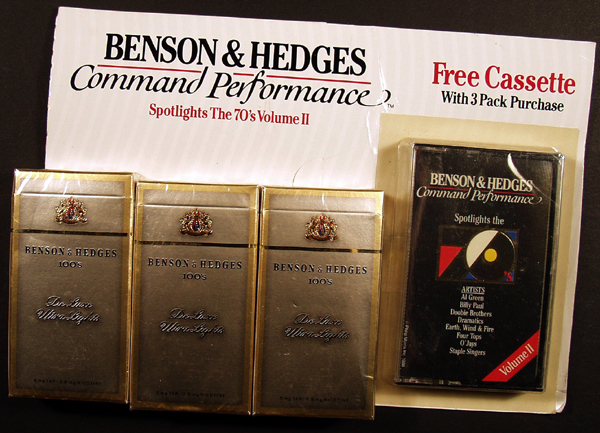 BENSON & HEDGES
Command Performance™
Spotlights The 70's Volume II
Free Cassette
With 3 Pack Purchase
BENSON & HEDGES
Command Performance
Spotlights the
70's
ARTISTS
Al Green
Billy Paul
Doobie Brothers
Dramatics
Earth, Wind & Fire
Four Tops
O'Jays
Staple Singers
Volume II
BENSON & HEDGES
100's
BENSON & HEDGES
100's
BENSON & HEDGES
100's